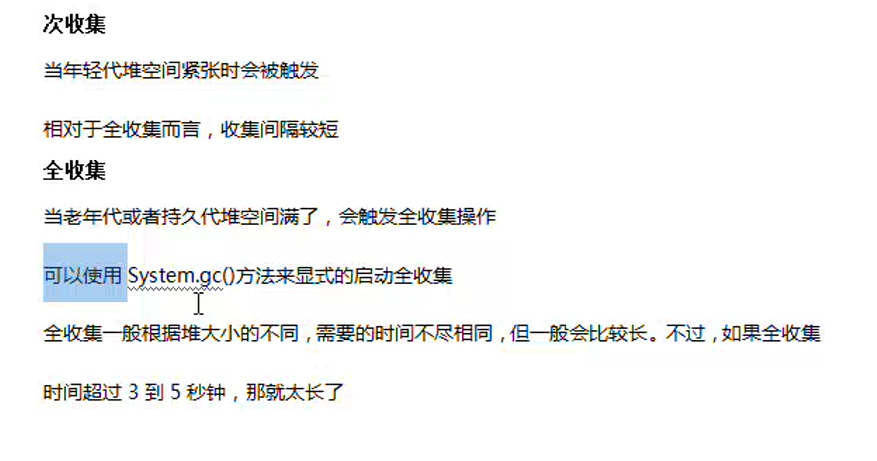 次收集
当年轻代堆空间紧张时会被触发
相对于全收集而言，收集间隔较短
全收集
当老年代或者持久代堆空间满了，会触发全收集操作
可以使用 System.gc()方法来显式的启动全收集
全收集一般根据堆大小的不同，需要的时间不尽相同，但一般会比较长。不过，如果全收集
时间超过 3 到 5 秒钟，那就太长了